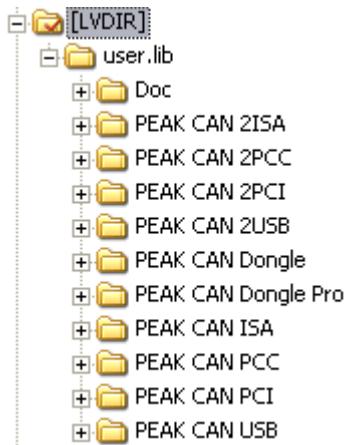 [LVDIR]
user.lib
Doc
PEAK CAN 2ISA
PEAK CAN 2PCC
PEAK CAN 2PCI
PEAK CAN 2USB
PEAK CAN Dongle
PEAK CAN Dongle Pro
PEAK CAN ISA
PEAK CAN PCC
PEAK CAN PCI
PEAK CAN USB